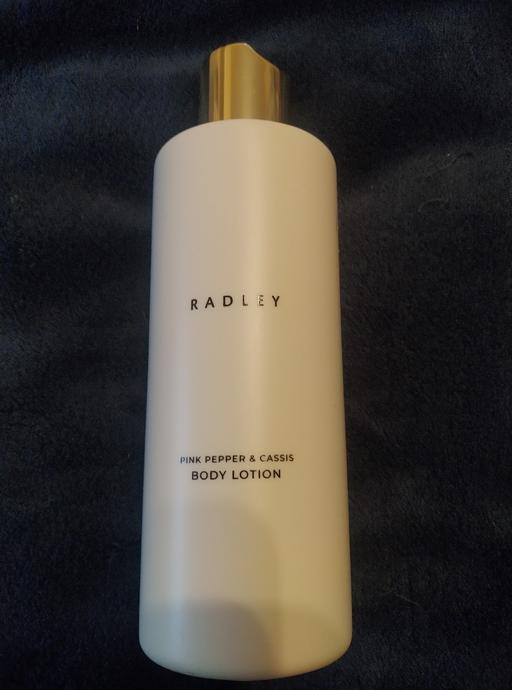 RADLEY
PINK PEPPER & CASSIS
BODY LOTION